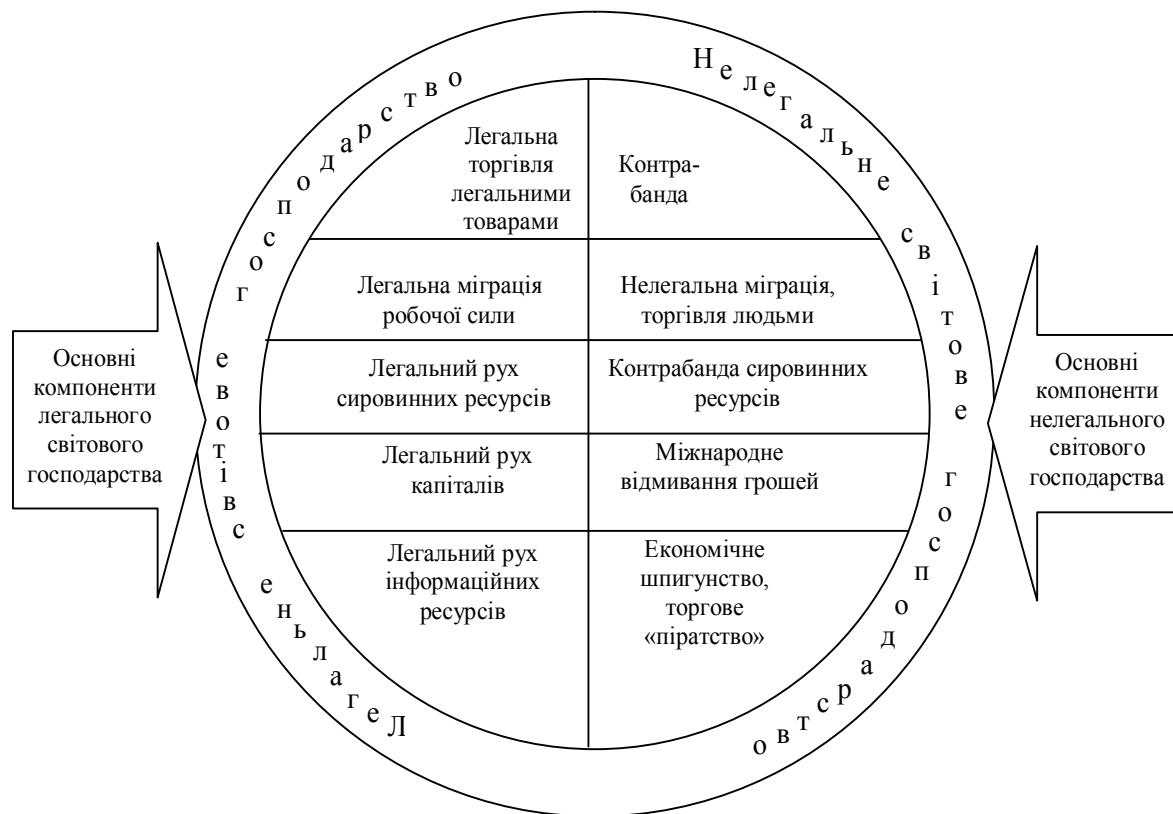 Легальне світове господарство
Нелегальне світове господарство
Основні
компоненти
легального
світового
господарства
Легальна
торгівля
легальними
товарами
Контра-
банда
Легальна міграція
робочої сили
Нелегальна міграція,
торгівля людьми
Легальний рух
сировинних ресурсів
Контрабанда сировинних
ресурсів
Легальний рух
капіталів
Міжнародне
відмивання грошей
Легальний рух
інформаційних
ресурсів
Економічне
шпигунство,
торгове
«піратство»
Основні
компоненти
нелегального
світового
господарства